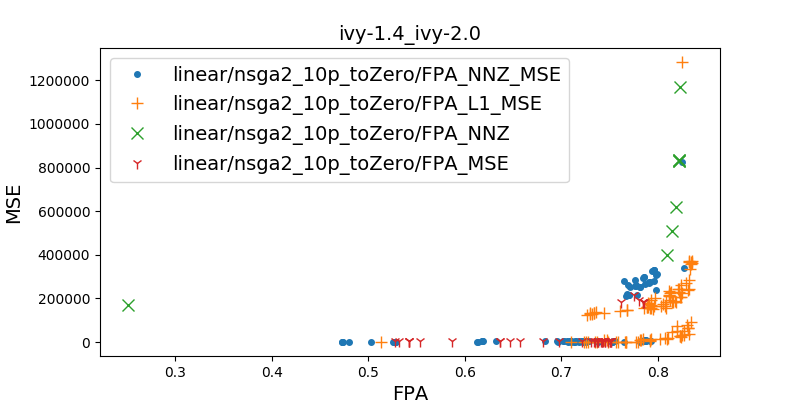 ivy-1.4_ivy-2.0
linear/nsga2_10p_toZero/FPA_NNZ_MSE
linear/nsga2_10p_toZero/FPA_L1_MSE
linear/nsga2_10p_toZero/FPA_NNZ
linear/nsga2_10p_toZero/FPA_MSE
MSE
1200000
1000000
800000
600000
400000
200000
0
0.3 0.4 0.5 0.6 0.7 0.8
FPA